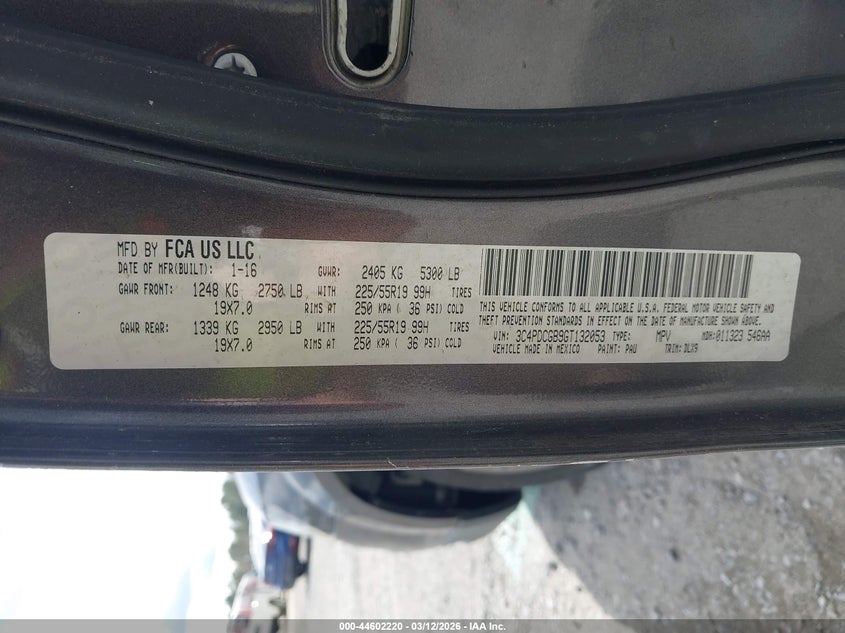 MFD BY FCA US LLC
DATE OF MFR(BUILT): 1-16 GVWR: 2405 KG 5300 LB
GAWR FRONT: 1248 KG 2750 LB WITH 225/55R19 99H TIRES
19X7.0 RIMS AT 250 KPA ( 36 PSI) COLD
GAWR REAR: 1339 KG 2950 LB WITH 225/55R19 99H TIRES
19X7.0 RIMS AT 250 KPA ( 36 PSI) COLD
THIS VEHICLE CONFORMS TO ALL APPLICABLE U.S.A. FEDERAL MOTOR VEHICLE SAFETY AND
THEFT PREVENTION STANDARDS IN EFFECT ON THE DATE OF MANUFACTURE SHOWN ABOVE.
VIN: 3C4PDCGB9GT132053 TYPE: MPV MDH: 011323 546AA
VEHICLE MADE IN MEXICO PAINT: PAU TRIM: DLX9
000-44602220 - 03/12/2026 - IAA Inc.